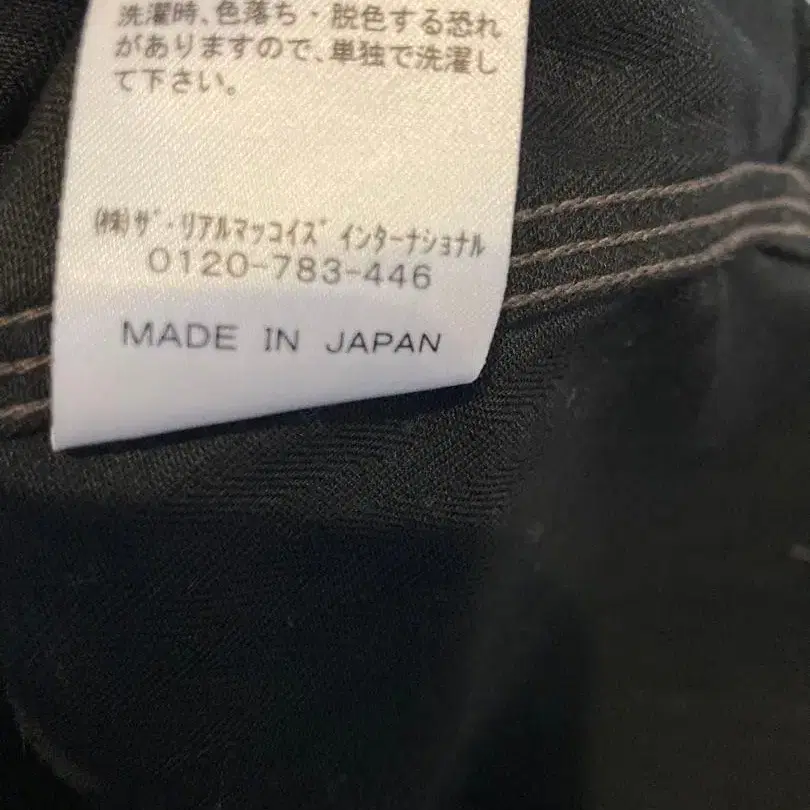 洗濯時、色落ち・脱色する恐れ
がありますので、単独で洗濯し
て下さい。
㈱ｻﾞ･ﾘｱﾙﾏｯｺｲｽﾞ ｲﾝﾀｰﾅｼｮﾅﾙ
0120-783-446
MADE IN JAPAN